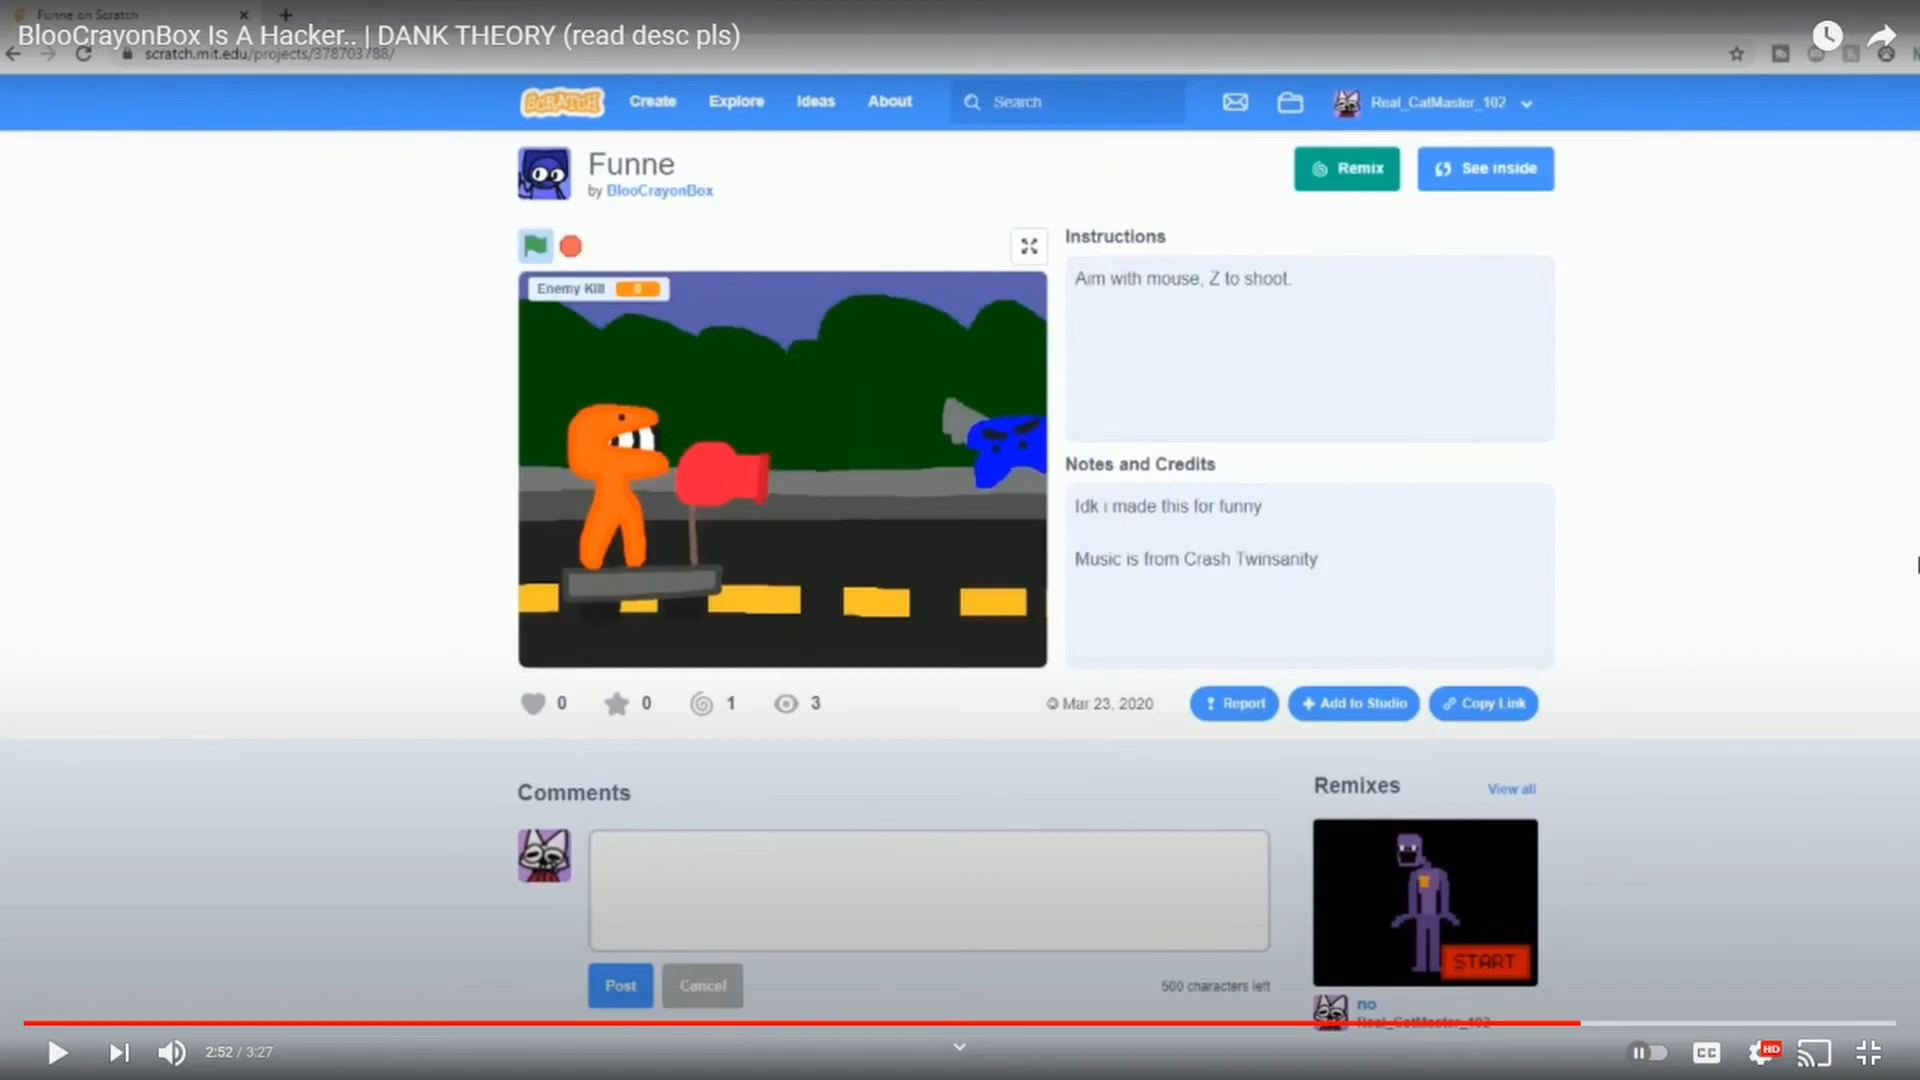 Funne on Scratch
BlooCrayonBox Is A Hacker.. | DANK THEORY (read desc pls)
scratch.mit.edu/projects/378703788/
SCRATCH
Create
Explore
Ideas
About
Search
Real_CatMaster_102
Funne
by BlooCrayonBox
Remix
See inside
Instructions
Enemy Kill 0
Aim with mouse, Z to shoot.
Notes and Credits
Idk i made this for funny
Music is from Crash Twinsanity
0
0
1
3
© Mar 23, 2020
Report
Add to Studio
Copy Link
Comments
Remixes
View all
START
Post
Cancel
500 characters left
no
Real_CatMaster_102
2:52 / 3:27
CC
HD